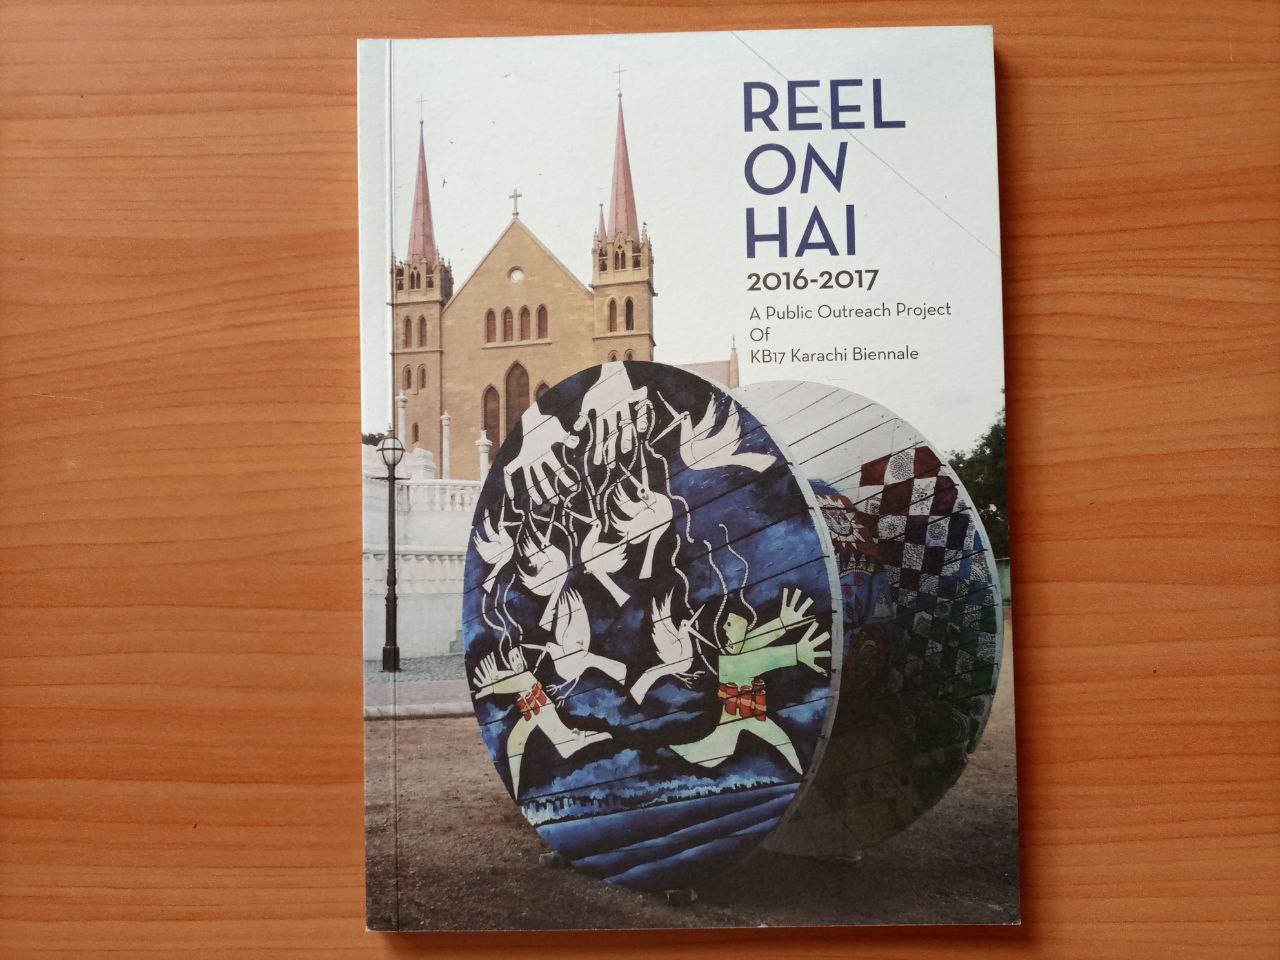 REEL
ON
HAI
2016-2017
A Public Outreach Project
Of
KB17 Karachi Biennale